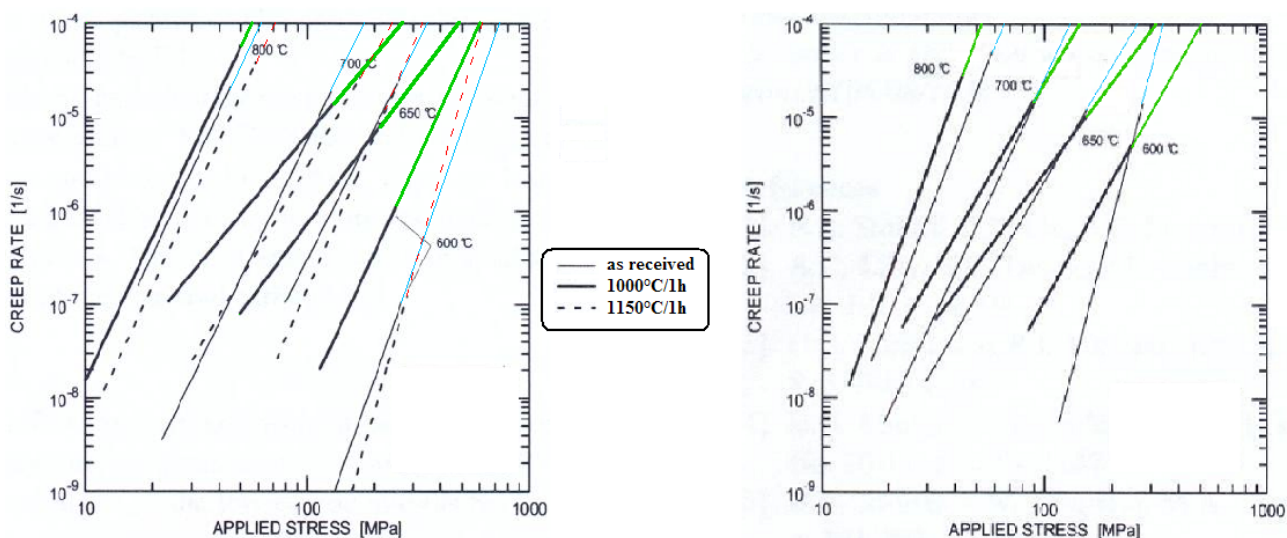 10⁻⁴
10⁻⁵
10⁻⁶
10⁻⁷
10⁻⁸
10⁻⁹
CREEP RATE [1/s]
800 °C
700 °C
650 °C
600 °C
10
100
1000
APPLIED STRESS [MPa]
as received
1000°C/1h
1150°C/1h
10⁻⁴
10⁻⁵
10⁻⁶
10⁻⁷
10⁻⁸
10⁻⁹
CREEP RATE [1/s]
800 °C
700 °C
650 °C
600 °C
10
100
1000
APPLIED STRESS [MPa]